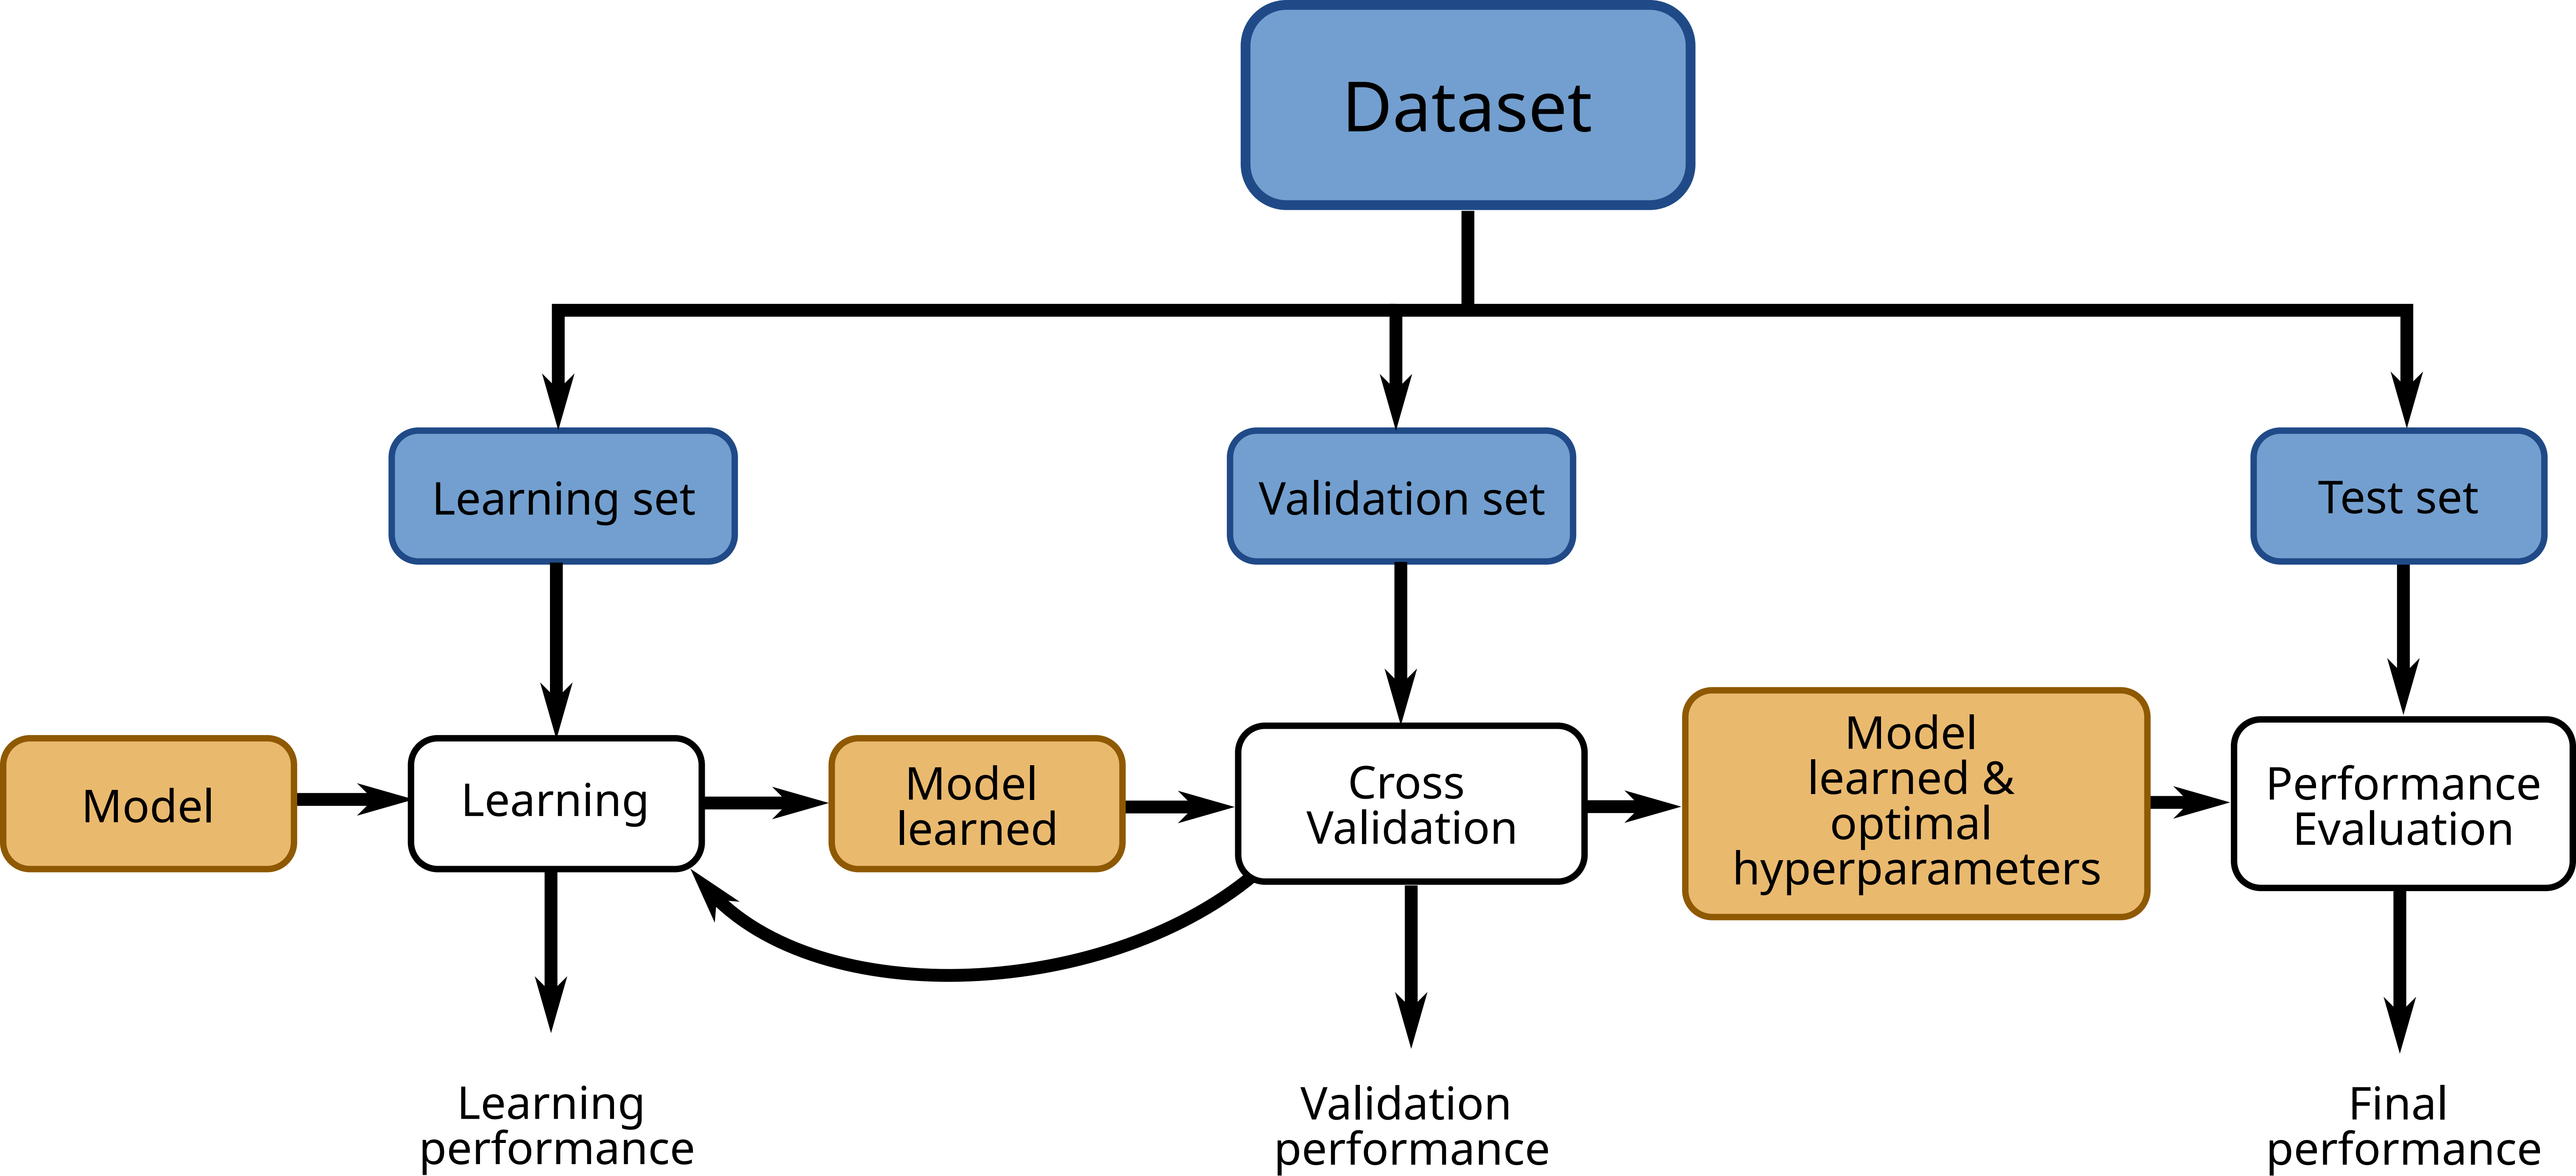 Dataset
Learning set
Validation set
Test set
Model
Learning
Model
learned
Cross
Validation
Model
learned &
optimal
hyperparameters
Performance
Evaluation
Learning
performance
Validation
performance
Final
performance